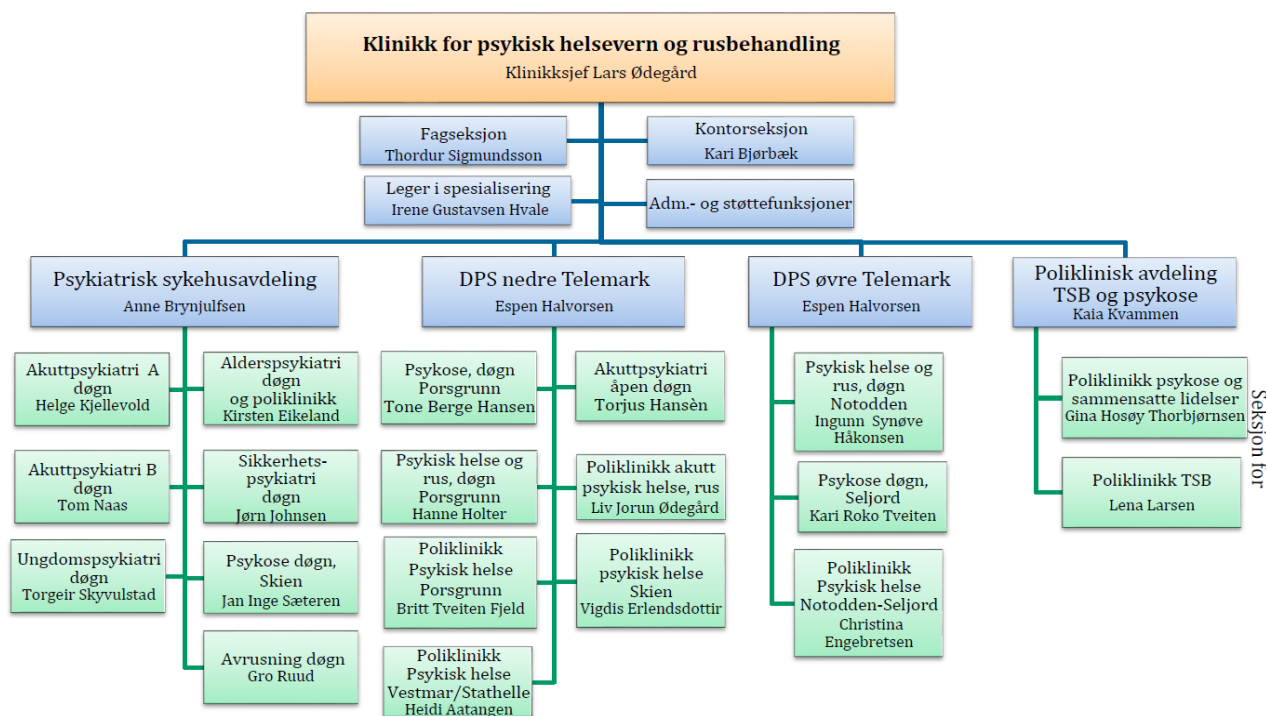 Klinikk for psykisk helsevern og rusbehandling
Klinikksjef Lars Ødegård
Fagseksjon
Thordur Sigmundsson
Kontorseksjon
Kari Bjørbæk
Leger i spesialisering
Irene Gustavsen Hvale
Adm.- og støttefunksjoner
Psykiatrisk sykehusavdeling
Anne Brynjulfsen
DPS nedre Telemark
Espen Halvorsen
DPS øvre Telemark
Espen Halvorsen
Poliklinisk avdeling
TSB og psykose
Kaia Kvammen
Akuttpsykiatri A
døgn
Helge Kjellevold
Alderspsykiatri
døgn
og poliklinikk
Kirsten Eikeland
Akuttpsykiatri B
døgn
Tom Naas
Sikkerhets-
psykiatri
døgn
Jørn Johnsen
Ungdomspsykiatri
døgn
Torgeir Skyvulstad
Psykose døgn,
Skien
Jan Inge Sæteren
Avrusning døgn
Gro Ruud
Psykose, døgn
Porsgrunn
Tone Berge Hansen
Akuttpsykiatri
åpen døgn
Torjus Hansèn
Psykisk helse og
rus, døgn
Porsgrunn
Hanne Holter
Poliklinikk akutt
psykisk helse, rus
Liv Jorun Ødegård
Poliklinikk
Psykisk helse
Porsgrunn
Britt Tveiten Fjeld
Poliklinikk
psykisk helse
Skien
Vigdis Erlendsdottir
Poliklinikk
Psykisk helse
Vestmar/Stathelle
Heidi Aatangen
Psykisk helse og
rus, døgn
Notodden
Ingunn Synøve
Håkonsen
Psykose døgn,
Seljord
Kari Roko Tveiten
Poliklinikk
Psykisk helse
Notodden-Seljord
Christina
Engebretsen
Poliklinikk psykose og
sammensatte lidelser
Gina Hosøy Thorbjørnsen
Poliklinikk TSB
Lena Larsen
Seksjon for